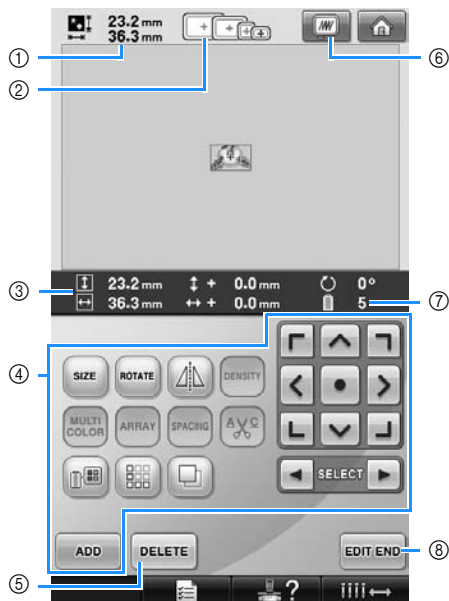 23.2 mm
36.3 mm
①
②
⑥
③
23.2 mm + 0.0 mm 0°
36.3 mm + 0.0 mm 5
⑦
④
SIZE ROTATE DENSITY
MULTI COLOR ARRAY SPACING A C
SELECT
ADD DELETE EDIT END
⑧
⑤
?